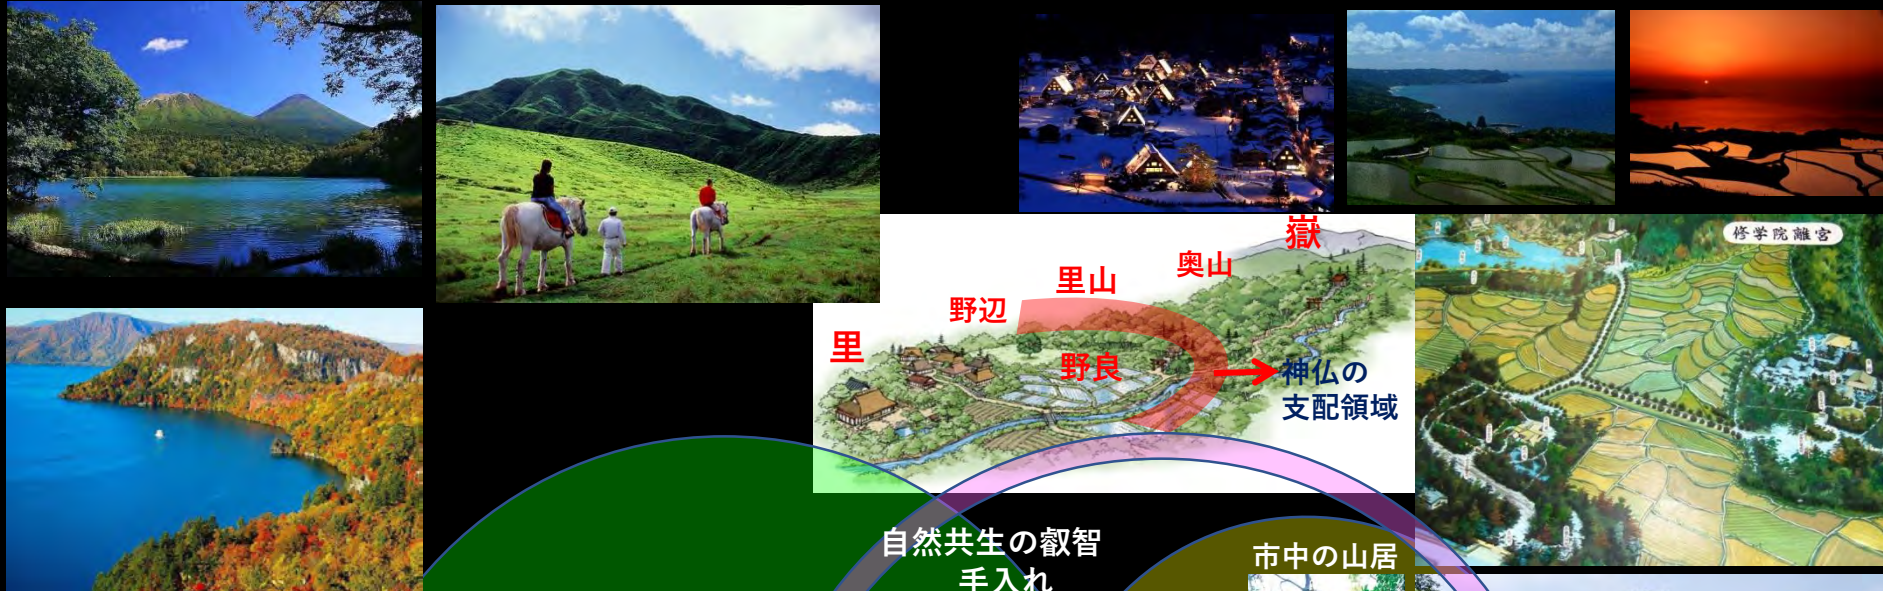 嶽
奥山
里山
野辺
里
野良
神仏の
支配領域
修学院離宮
自然共生の叡智
手入れ
市中の山居